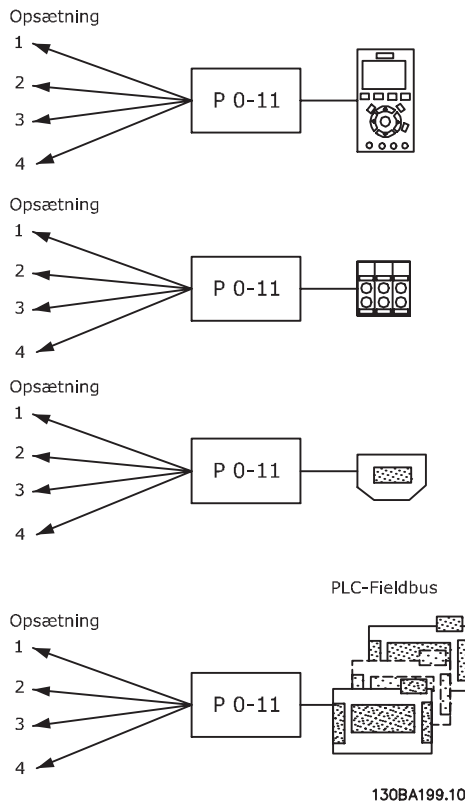 Opsætning
1
2
3
4
P 0-11
Opsætning
1
2
3
4
P 0-11
Opsætning
1
2
3
4
P 0-11
PLC-Fieldbus
Opsætning
1
2
3
4
P 0-11
130BA199.10